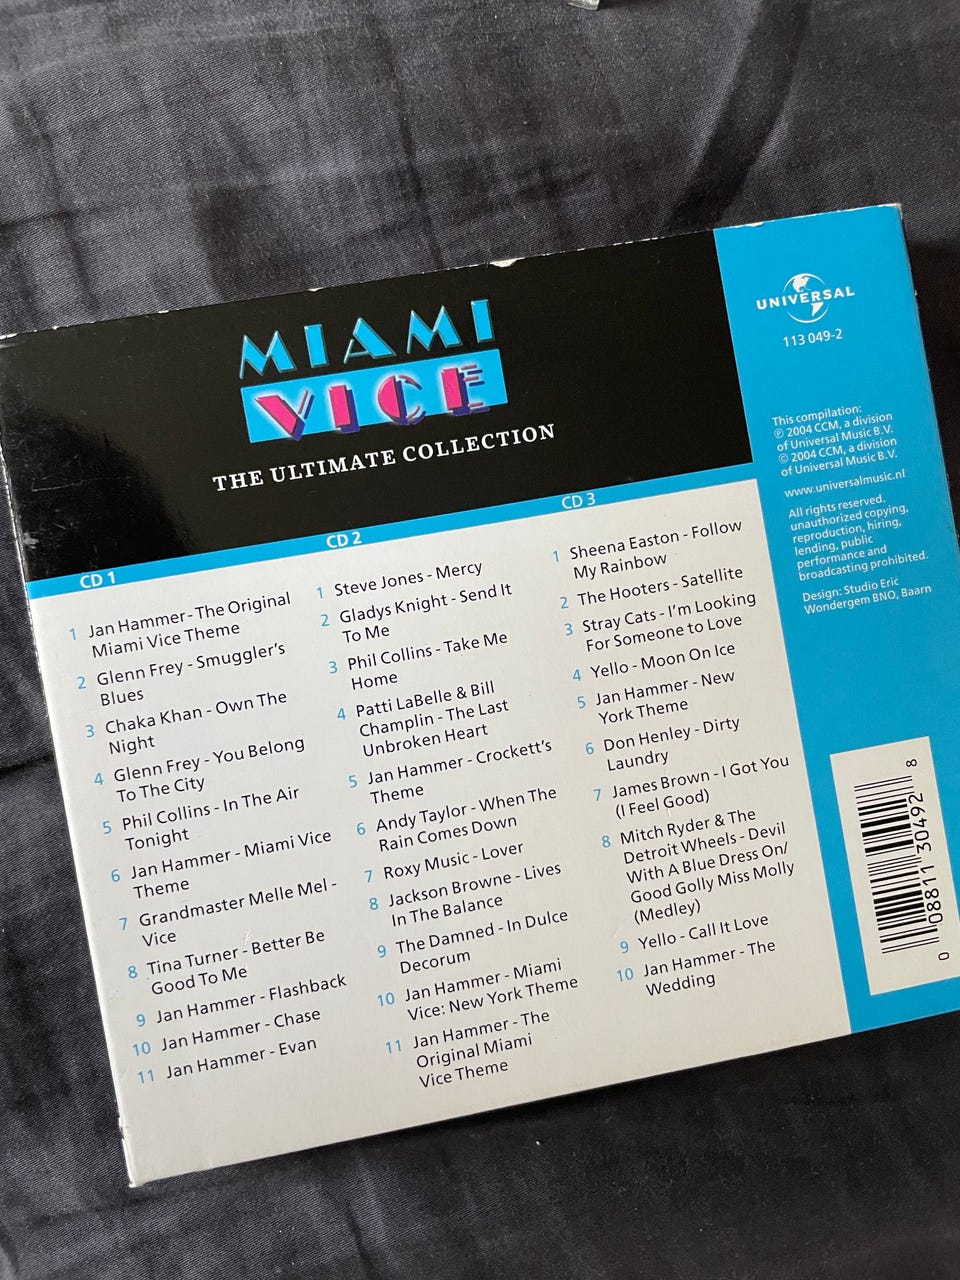 MIAMI
VICE
THE ULTIMATE COLLECTION
CD 1
1 Jan Hammer - The Original
Miami Vice Theme
2 Glenn Frey - Smuggler's
Blues
3 Chaka Khan - Own The
Night
4 Glenn Frey - You Belong
To The City
5 Phil Collins - In The Air
Tonight
6 Jan Hammer - Miami Vice
Theme
7 Grandmaster Melle Mel -
Vice
8 Tina Turner - Better Be
Good To Me
9 Jan Hammer - Flashback
10 Jan Hammer - Chase
11 Jan Hammer - Evan
CD 2
1 Steve Jones - Mercy
2 Gladys Knight - Send It
To Me
3 Phil Collins - Take Me
Home
4 Patti LaBelle & Bill
Champlin - The Last
Unbroken Heart
5 Jan Hammer - Crockett's
Theme
6 Andy Taylor - When The
Rain Comes Down
7 Roxy Music - Lover
8 Jackson Browne - Lives
In The Balance
9 The Damned - In Dulce
Decorum
10 Jan Hammer - Miami
Vice: New York Theme
11 Jan Hammer - The
Original Miami
Vice Theme
CD 3
1 Sheena Easton - Follow
My Rainbow
2 The Hooters - Satellite
3 Stray Cats - I'm Looking
For Someone to Love
4 Yello - Moon On Ice
5 Jan Hammer - New
York Theme
6 Don Henley - Dirty
Laundry
7 James Brown - I Got You
(I Feel Good)
8 Mitch Ryder & The
Detroit Wheels - Devil
With A Blue Dress On/
Good Golly Miss Molly
(Medley)
9 Yello - Call It Love
10 Jan Hammer - The
Wedding
UNIVERSAL
113 049-2
This compilation:
℗ 2004 CCM, a division
of Universal Music B.V.
© 2004 CCM, a division
of Universal Music B.V.
www.universalmusic.nl
All rights reserved.
unauthorized copying,
reproduction, hiring,
lending, public
performance and
broadcasting prohibited.
Design: Studio Eric
Wondergem BNO, Baarn
0 08811 30492 8